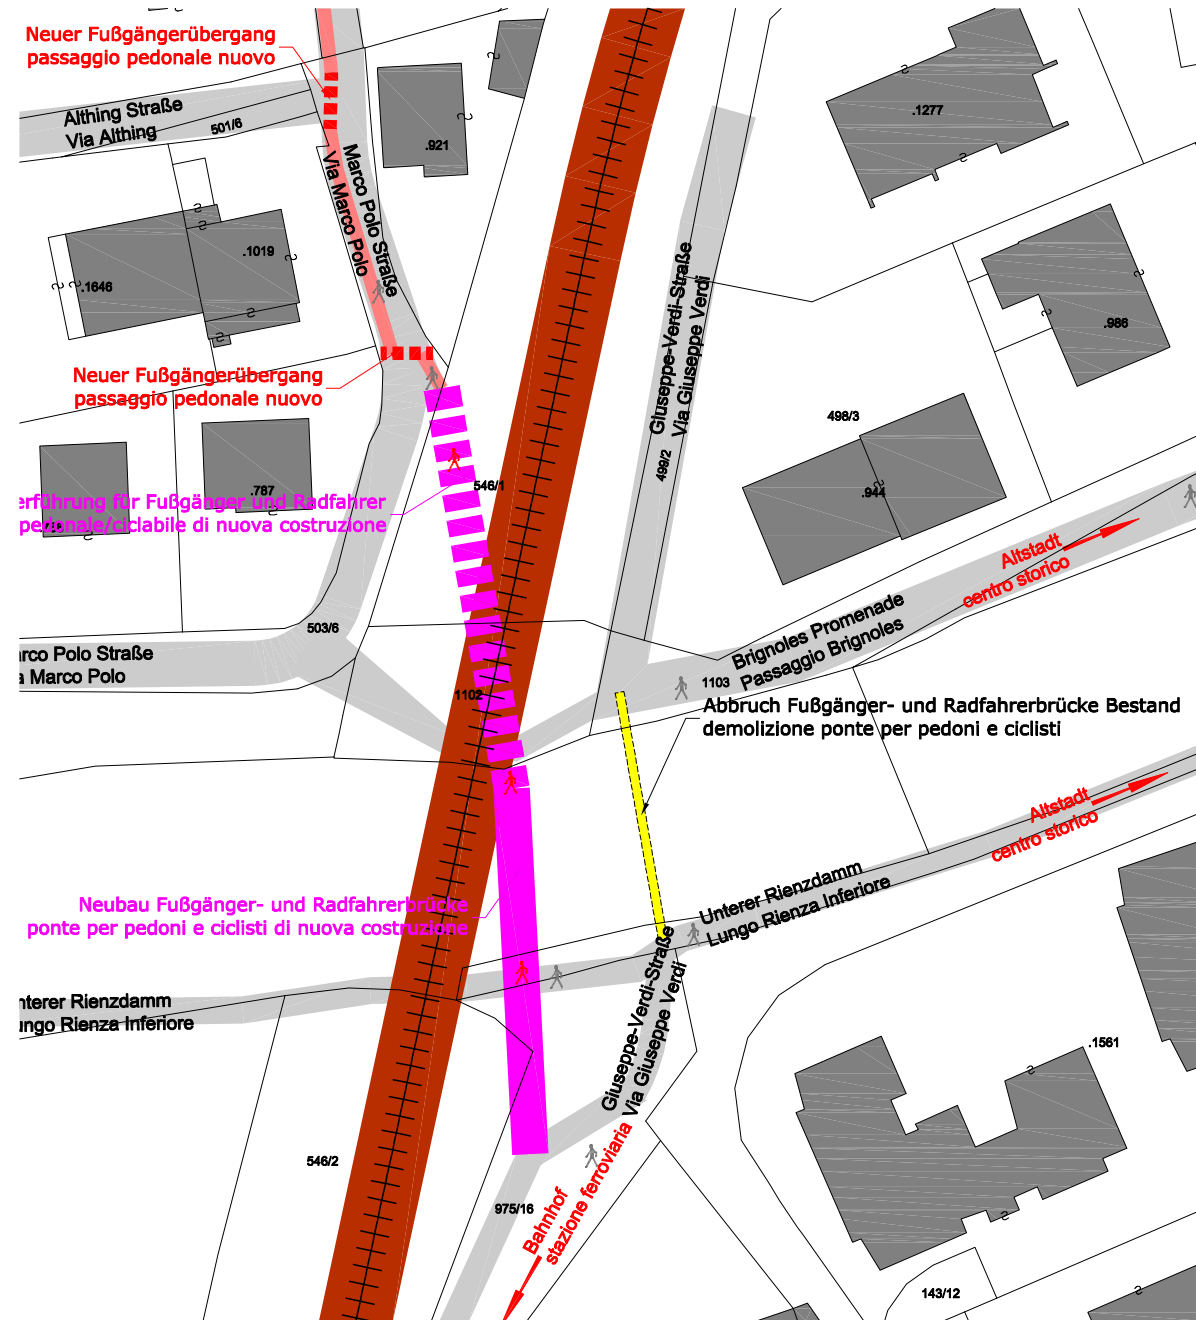 Neuer Fußgängerübergang
passaggio pedonale nuovo
Althing Straße
Via Althing
501/6
.921
.1277
Marco Polo Straße
Via Marco Polo
.1019
.1646
Giuseppe-Verdi-Straße
Via Giuseppe Verdi
499/2
.986
Neuer Fußgängerübergang
passaggio pedonale nuovo
498/3
.944
546/1
.787
erführung für Fußgänger und Radfahrer
pedonale/ciclabile di nuova costruzione
Altstadt
centro storico
503/6
arco Polo Straße
a Marco Polo
Brignoles Promenade
Passaggio Brignoles
1103
1102
Abbruch Fußgänger- und Radfahrerbrücke Bestand
demolizione ponte per pedoni e ciclisti
Altstadt
centro storico
Neubau Fußgänger- und Radfahrerbrücke
ponte per pedoni e ciclisti di nuova costruzione
Unterer Rienzdamm
Lungo Rienza Inferiore
nterer Rienzdamm
ungo Rienza Inferiore
Giuseppe-Verdi-Straße
Via Giuseppe Verdi
.1561
546/2
975/16
Bahnhof
stazione ferroviaria
143/12